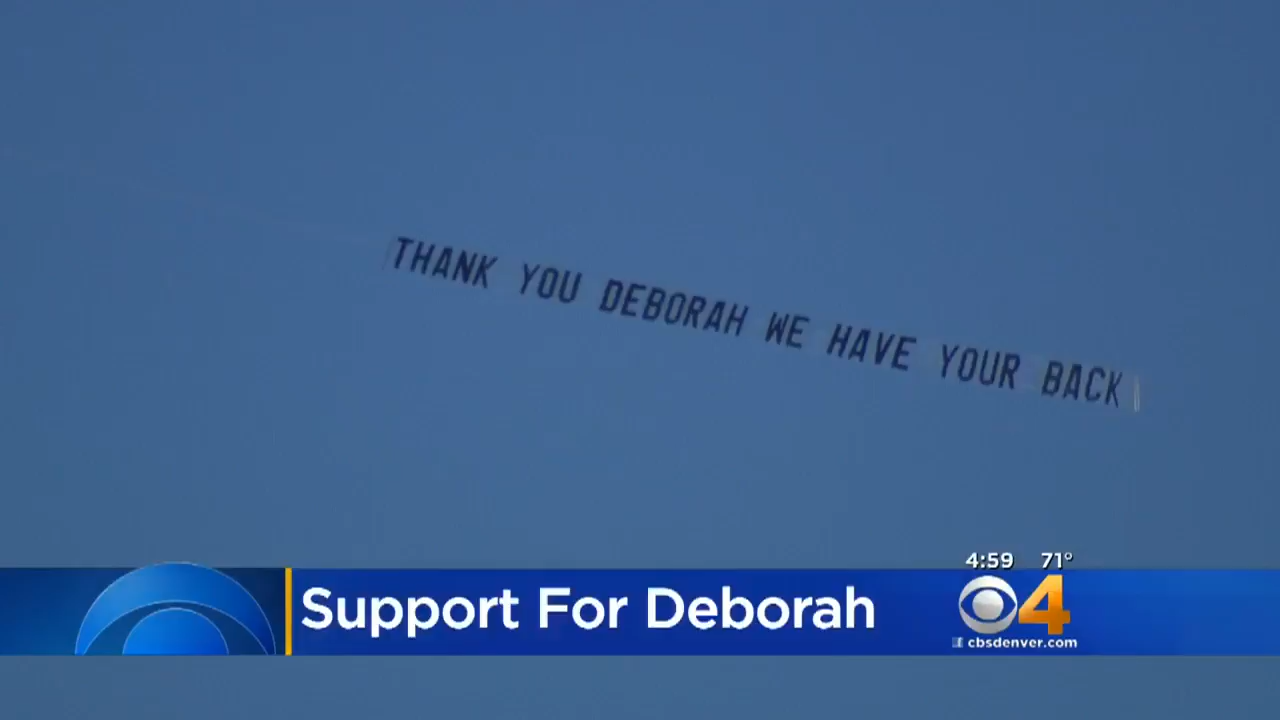 THANK YOU DEBORAH WE HAVE YOUR BACK
4:59 71°
Support For Deborah
4
f cbsdenver.com